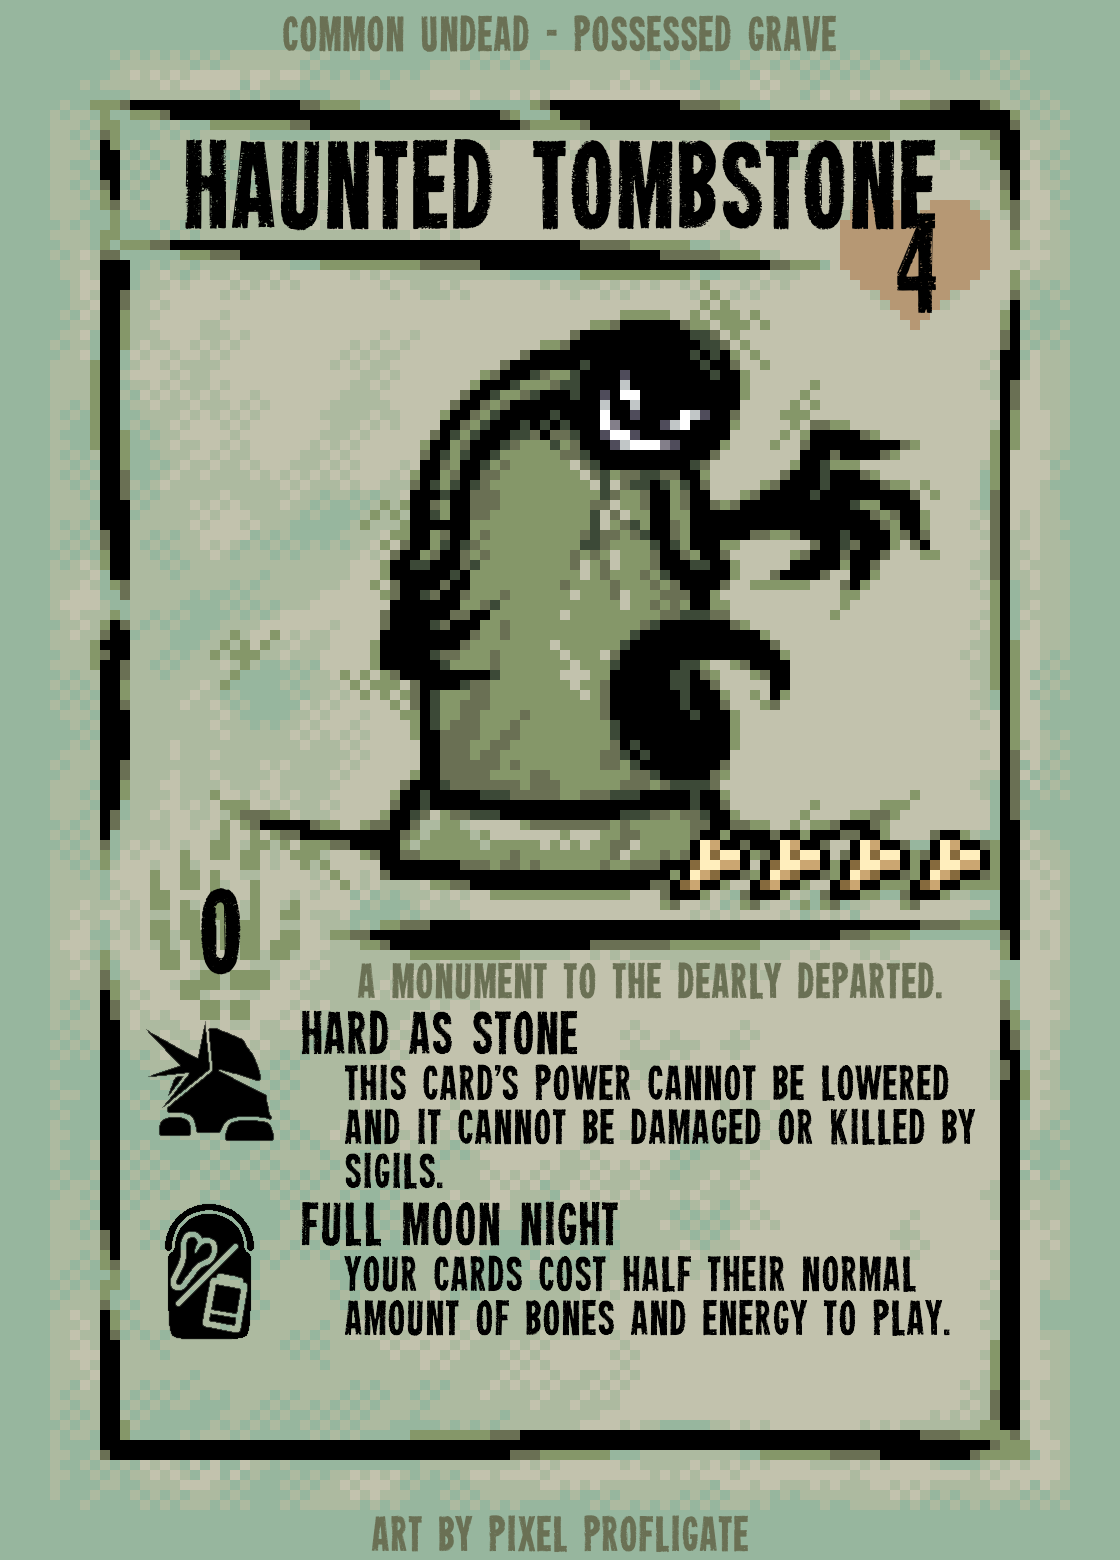 COMMON UNDEAD - POSSESSED GRAVE
HAUNTED TOMBSTONE
4
0
A MONUMENT TO THE DEARLY DEPARTED.
HARD AS STONE
THIS CARD'S POWER CANNOT BE LOWERED
AND IT CANNOT BE DAMAGED OR KILLED BY
SIGILS.
FULL MOON NIGHT
YOUR CARDS COST HALF THEIR NORMAL
AMOUNT OF BONES AND ENERGY TO PLAY.
ART BY PIXEL PROFLIGATE